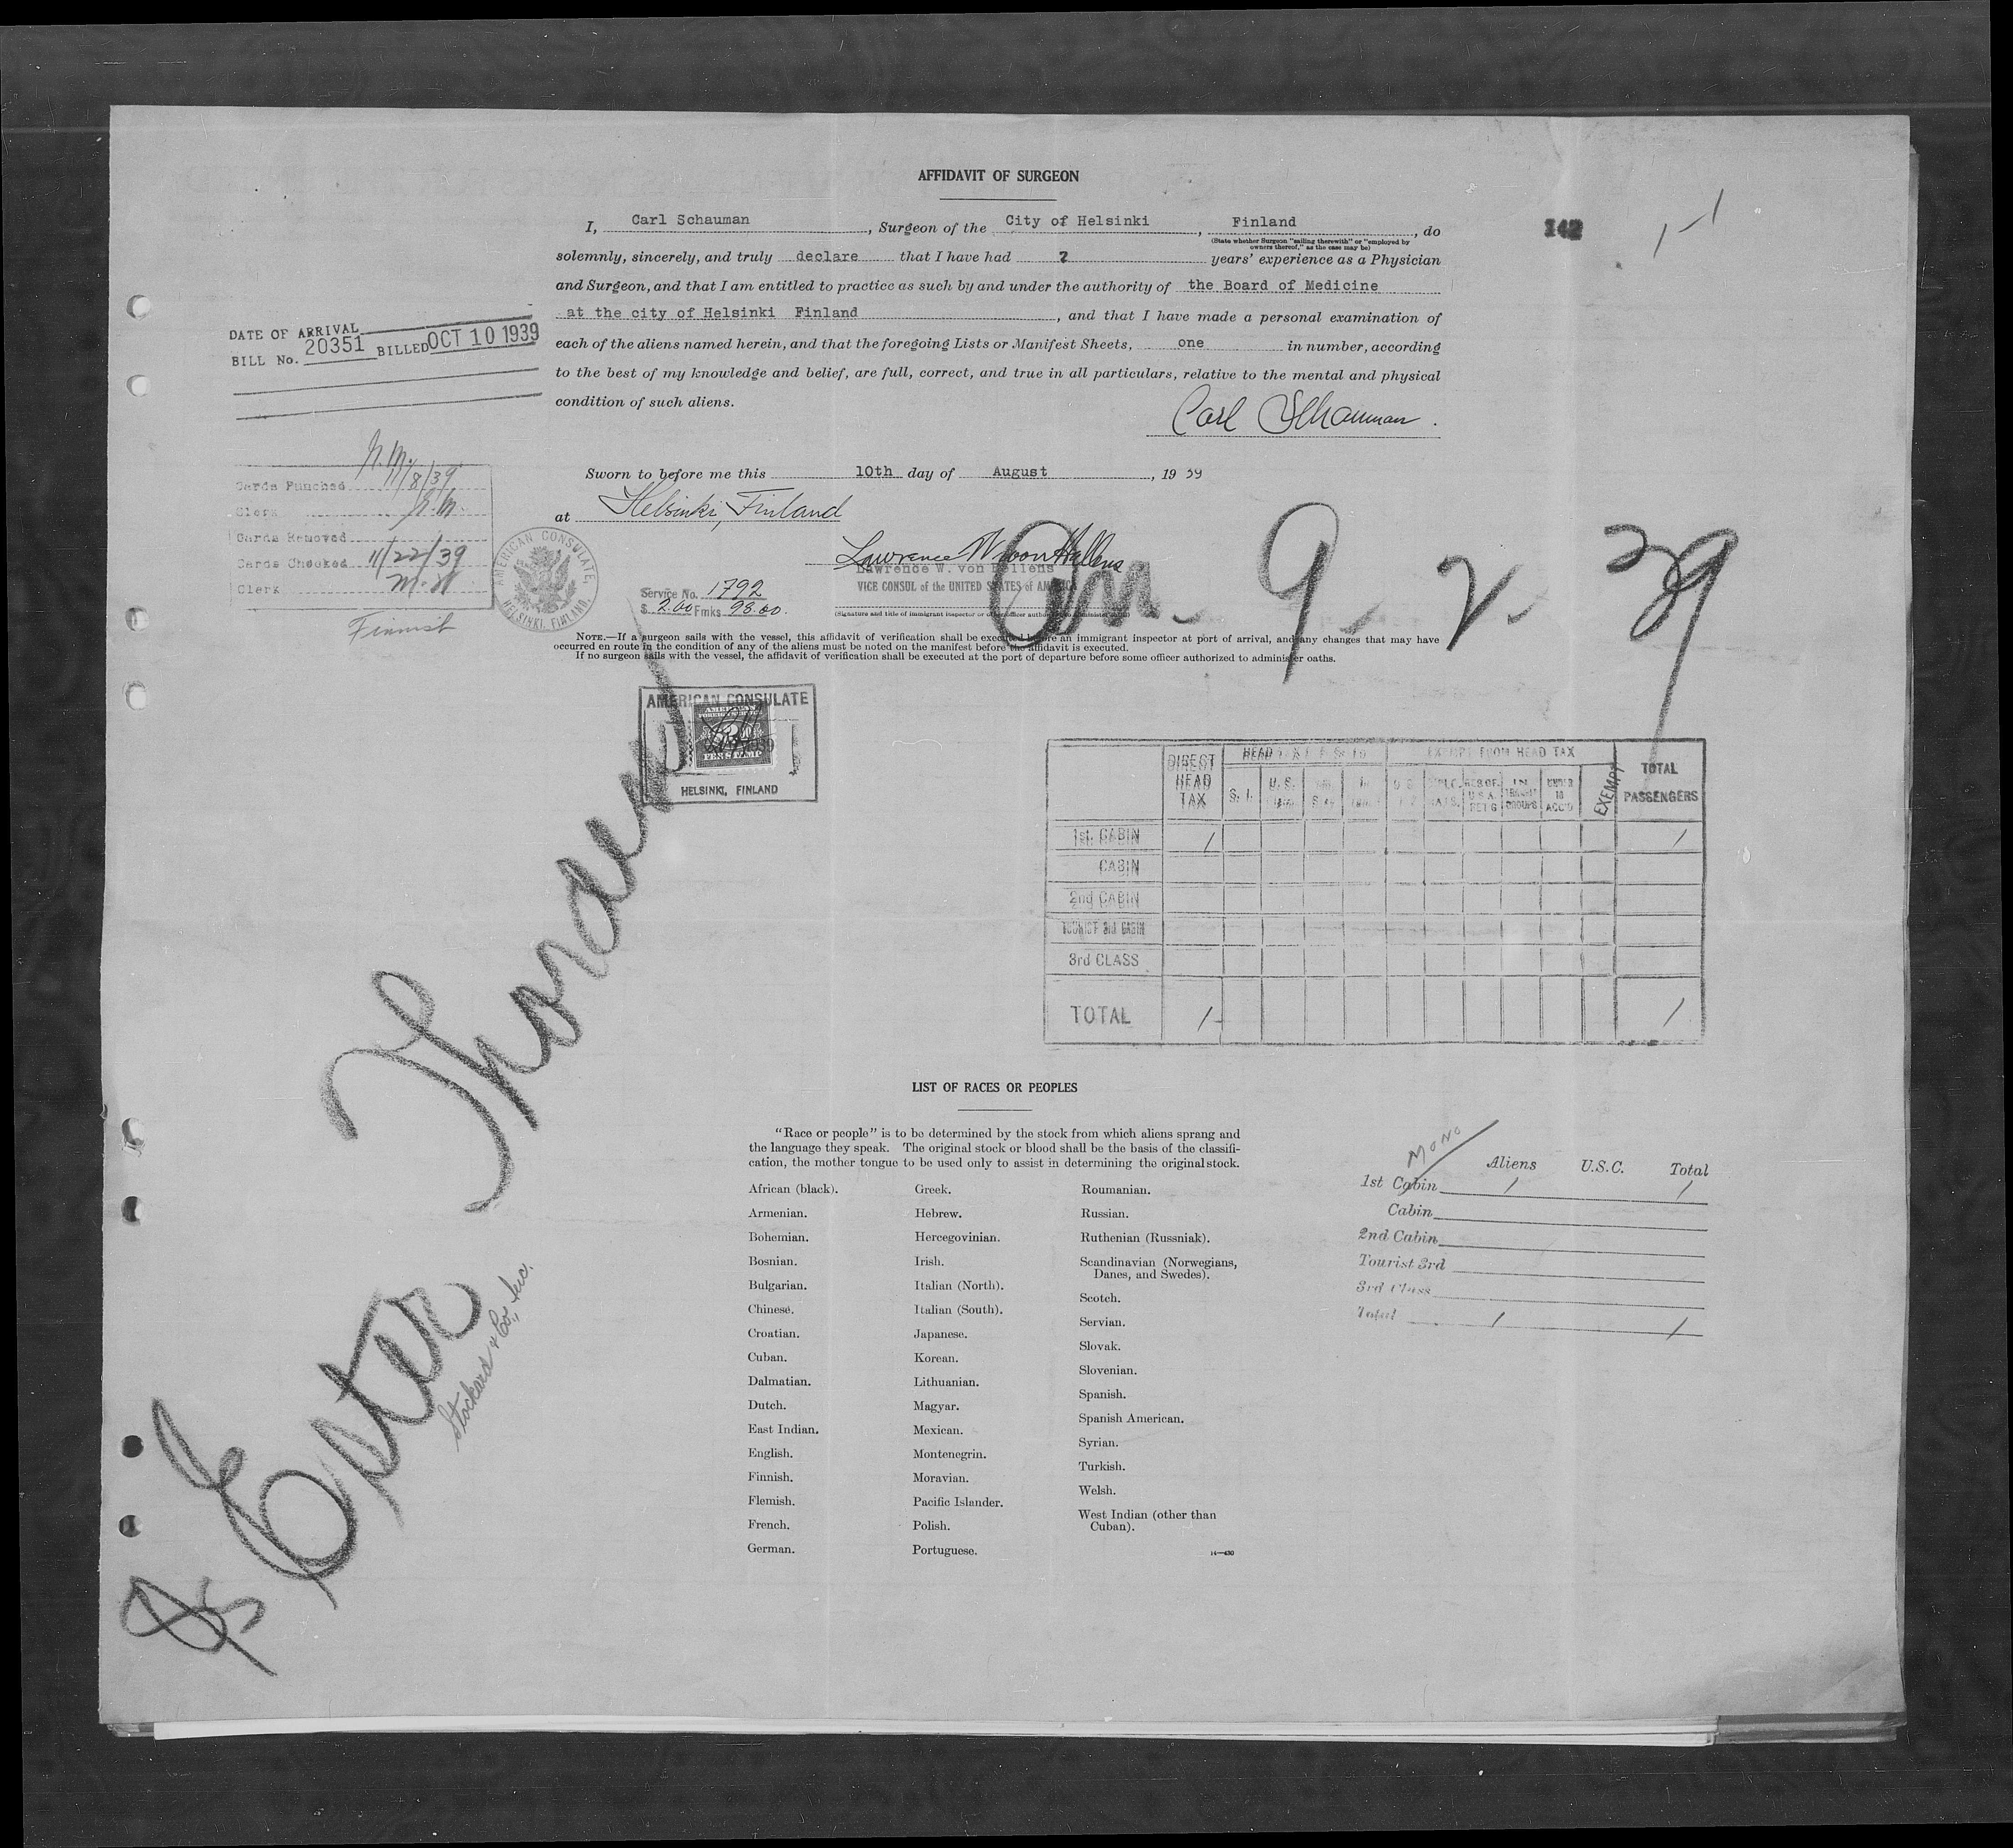 AFFIDAVIT OF SURGEON
142
I, Carl Schauman, Surgeon of the City of Helsinki, Finland, do
(State whether Surgeon "sailing therewith" or "employed by owners thereof," as the case may be)
solemnly, sincerely, and truly declare that I have had 7 years' experience as a Physician
and Surgeon, and that I am entitled to practice as such by and under the authority of the Board of Medicine
at the city of Helsinki Finland, and that I have made a personal examination of
each of the aliens named herein, and that the foregoing Lists or Manifest Sheets, one in number, according
to the best of my knowledge and belief, are full, correct, and true in all particulars, relative to the mental and physical
condition of such aliens.
Carl Schauman.
DATE OF ARRIVAL
BILL No. 20351 BILLED OCT 10 1939
Sworn to before me this 10th day of August, 19 39
at Helsinki, Finland
Cards Punched 11/8/39
Clerk
Cards Removed
Cards Checked 11/22/39
Clerk
Finnish
AMERICAN CONSULATE,
HELSINKI, FINLAND.
Lawrence W. von Hellens
Lawrence W. von Hellens
VICE CONSUL of the UNITED STATES of AMERICA
Service No. 1792
$ 2.00 Fmks 98.00.
9. 2. 39
NOTE.—If a surgeon sails with the vessel, this affidavit of verification shall be executed before an immigrant inspector at port of arrival, and any changes that may have
occurred en route in the condition of any of the aliens must be noted on the manifest before the affidavit is executed.
If no surgeon sails with the vessel, the affidavit of verification shall be executed at the port of departure before some officer authorized to administer oaths.
AMERICAN CONSULATE
HELSINKI, FINLAND
DIRECT HEAD TAX
EXEMPT FROM HEAD TAX
TOTAL PASSENGERS
EXEMPT
1st. CABIN / /
CABIN
2nd CABIN
TOURIST 3rd CABIN
3rd CLASS
TOTAL 1 1
LIST OF RACES OR PEOPLES
"Race or people" is to be determined by the stock from which aliens sprang and
the language they speak. The original stock or blood shall be the basis of the classifi-
cation, the mother tongue to be used only to assist in determining the original stock.
African (black).
Armenian.
Bohemian.
Bosnian.
Bulgarian.
Chinese.
Croatian.
Cuban.
Dalmatian.
Dutch.
East Indian.
English.
Finnish.
Flemish.
French.
German.
Greek.
Hebrew.
Hercegovinian.
Irish.
Italian (North).
Italian (South).
Japanese.
Korean.
Lithuanian.
Magyar.
Mexican.
Montenegrin.
Moravian.
Pacific Islander.
Polish.
Portuguese.
Roumanian.
Russian.
Ruthenian (Russniak).
Scandinavian (Norwegians,
Danes, and Swedes).
Scotch.
Servian.
Slovak.
Slovenian.
Spanish.
Spanish American.
Syrian.
Turkish.
Welsh.
West Indian (other than
Cuban).
14—430
MONO
Aliens U.S.C. Total
1st Cabin / /
Cabin
2nd Cabin
Tourist 3rd
3rd Class
Total / /
Stockard & Co., Inc.